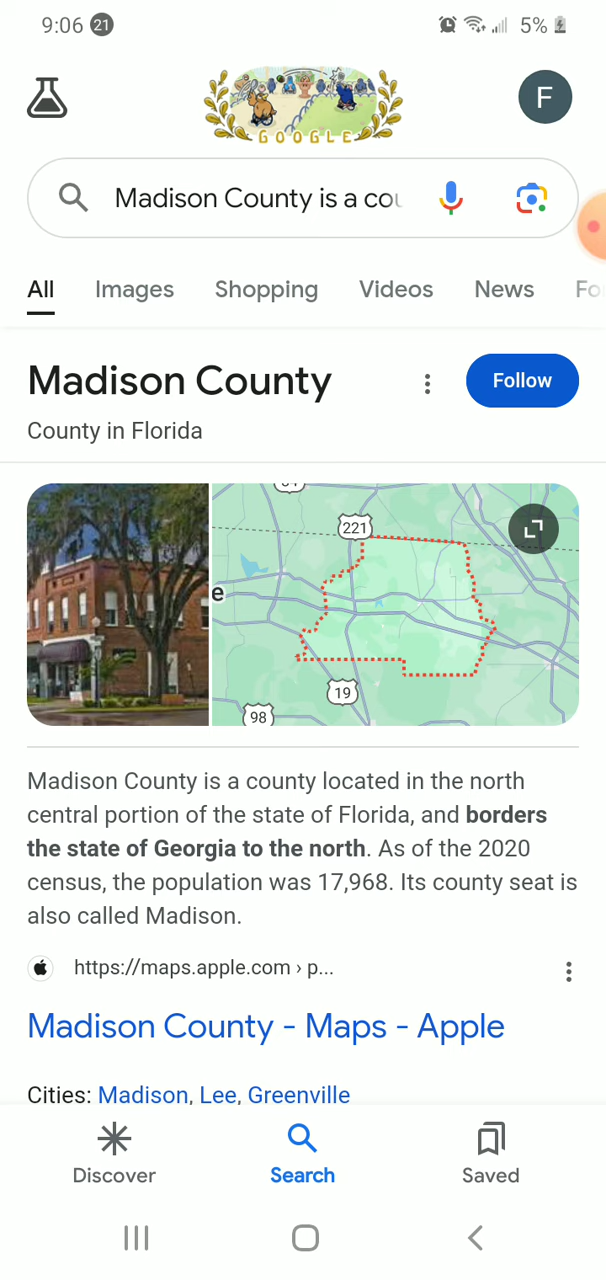 9:06 21 5%
GOOGLE
F
Madison County is a cou
All Images Shopping Videos News Fo
Madison County
Follow
County in Florida
221
e
19
98
Madison County is a county located in the north
central portion of the state of Florida, and borders
the state of Georgia to the north. As of the 2020
census, the population was 17,968. Its county seat is
also called Madison.
https://maps.apple.com › p...
Madison County - Maps - Apple
Cities: Madison, Lee, Greenville
Discover Search Saved